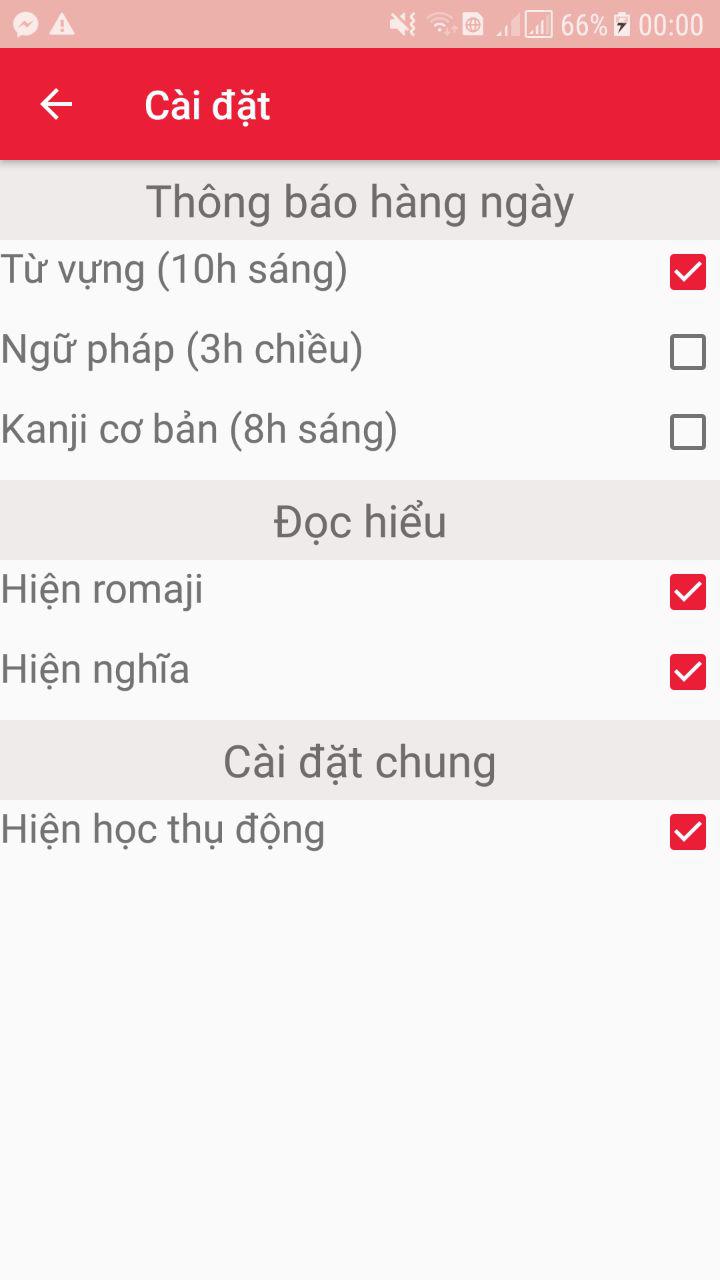 66% 00:00
Cài đặt
Thông báo hàng ngày
Từ vựng (10h sáng)
Ngữ pháp (3h chiều)
Kanji cơ bản (8h sáng)
Đọc hiểu
Hiện romaji
Hiện nghĩa
Cài đặt chung
Hiện học thụ động